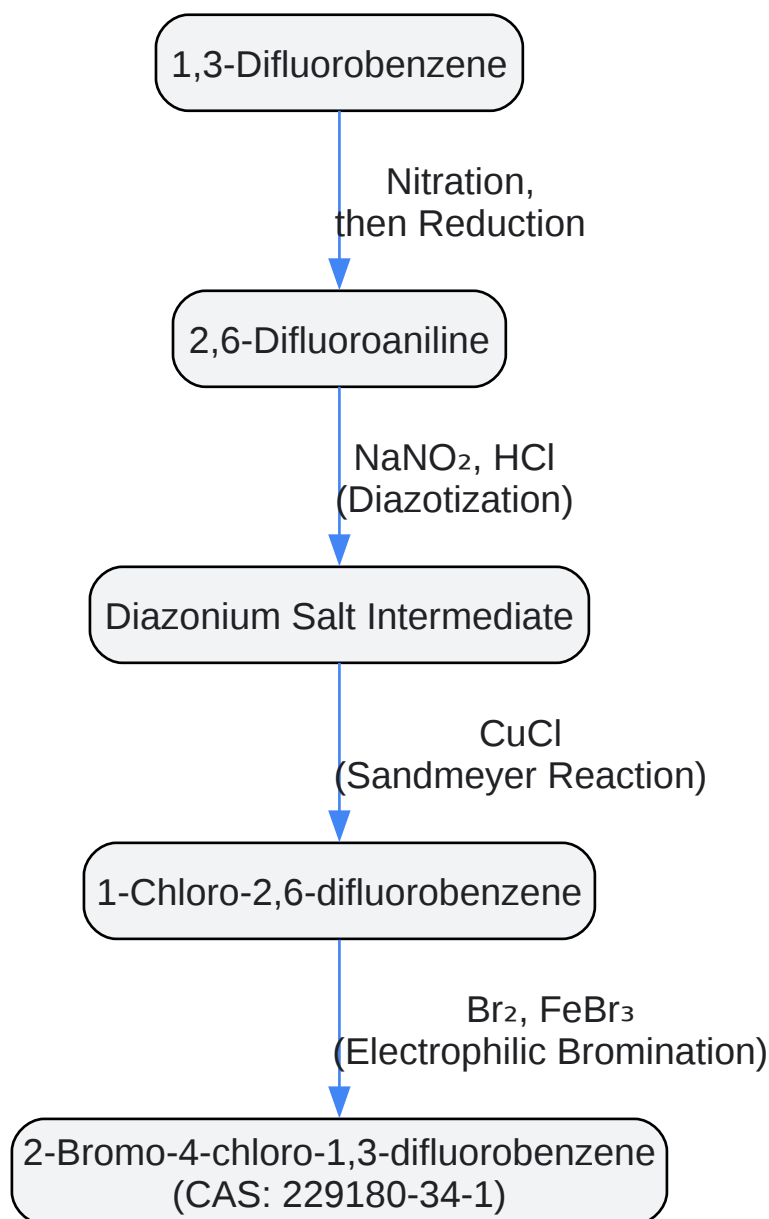 1,3-Difluorobenzene
Nitration,
then Reduction
2,6-Difluoroaniline
NaNO₂, HCl
(Diazotization)
Diazonium Salt Intermediate
CuCl
(Sandmeyer Reaction)
1-Chloro-2,6-difluorobenzene
Br₂, FeBr₃
(Electrophilic Bromination)
2-Bromo-4-chloro-1,3-difluorobenzene
(CAS: 229180-34-1)